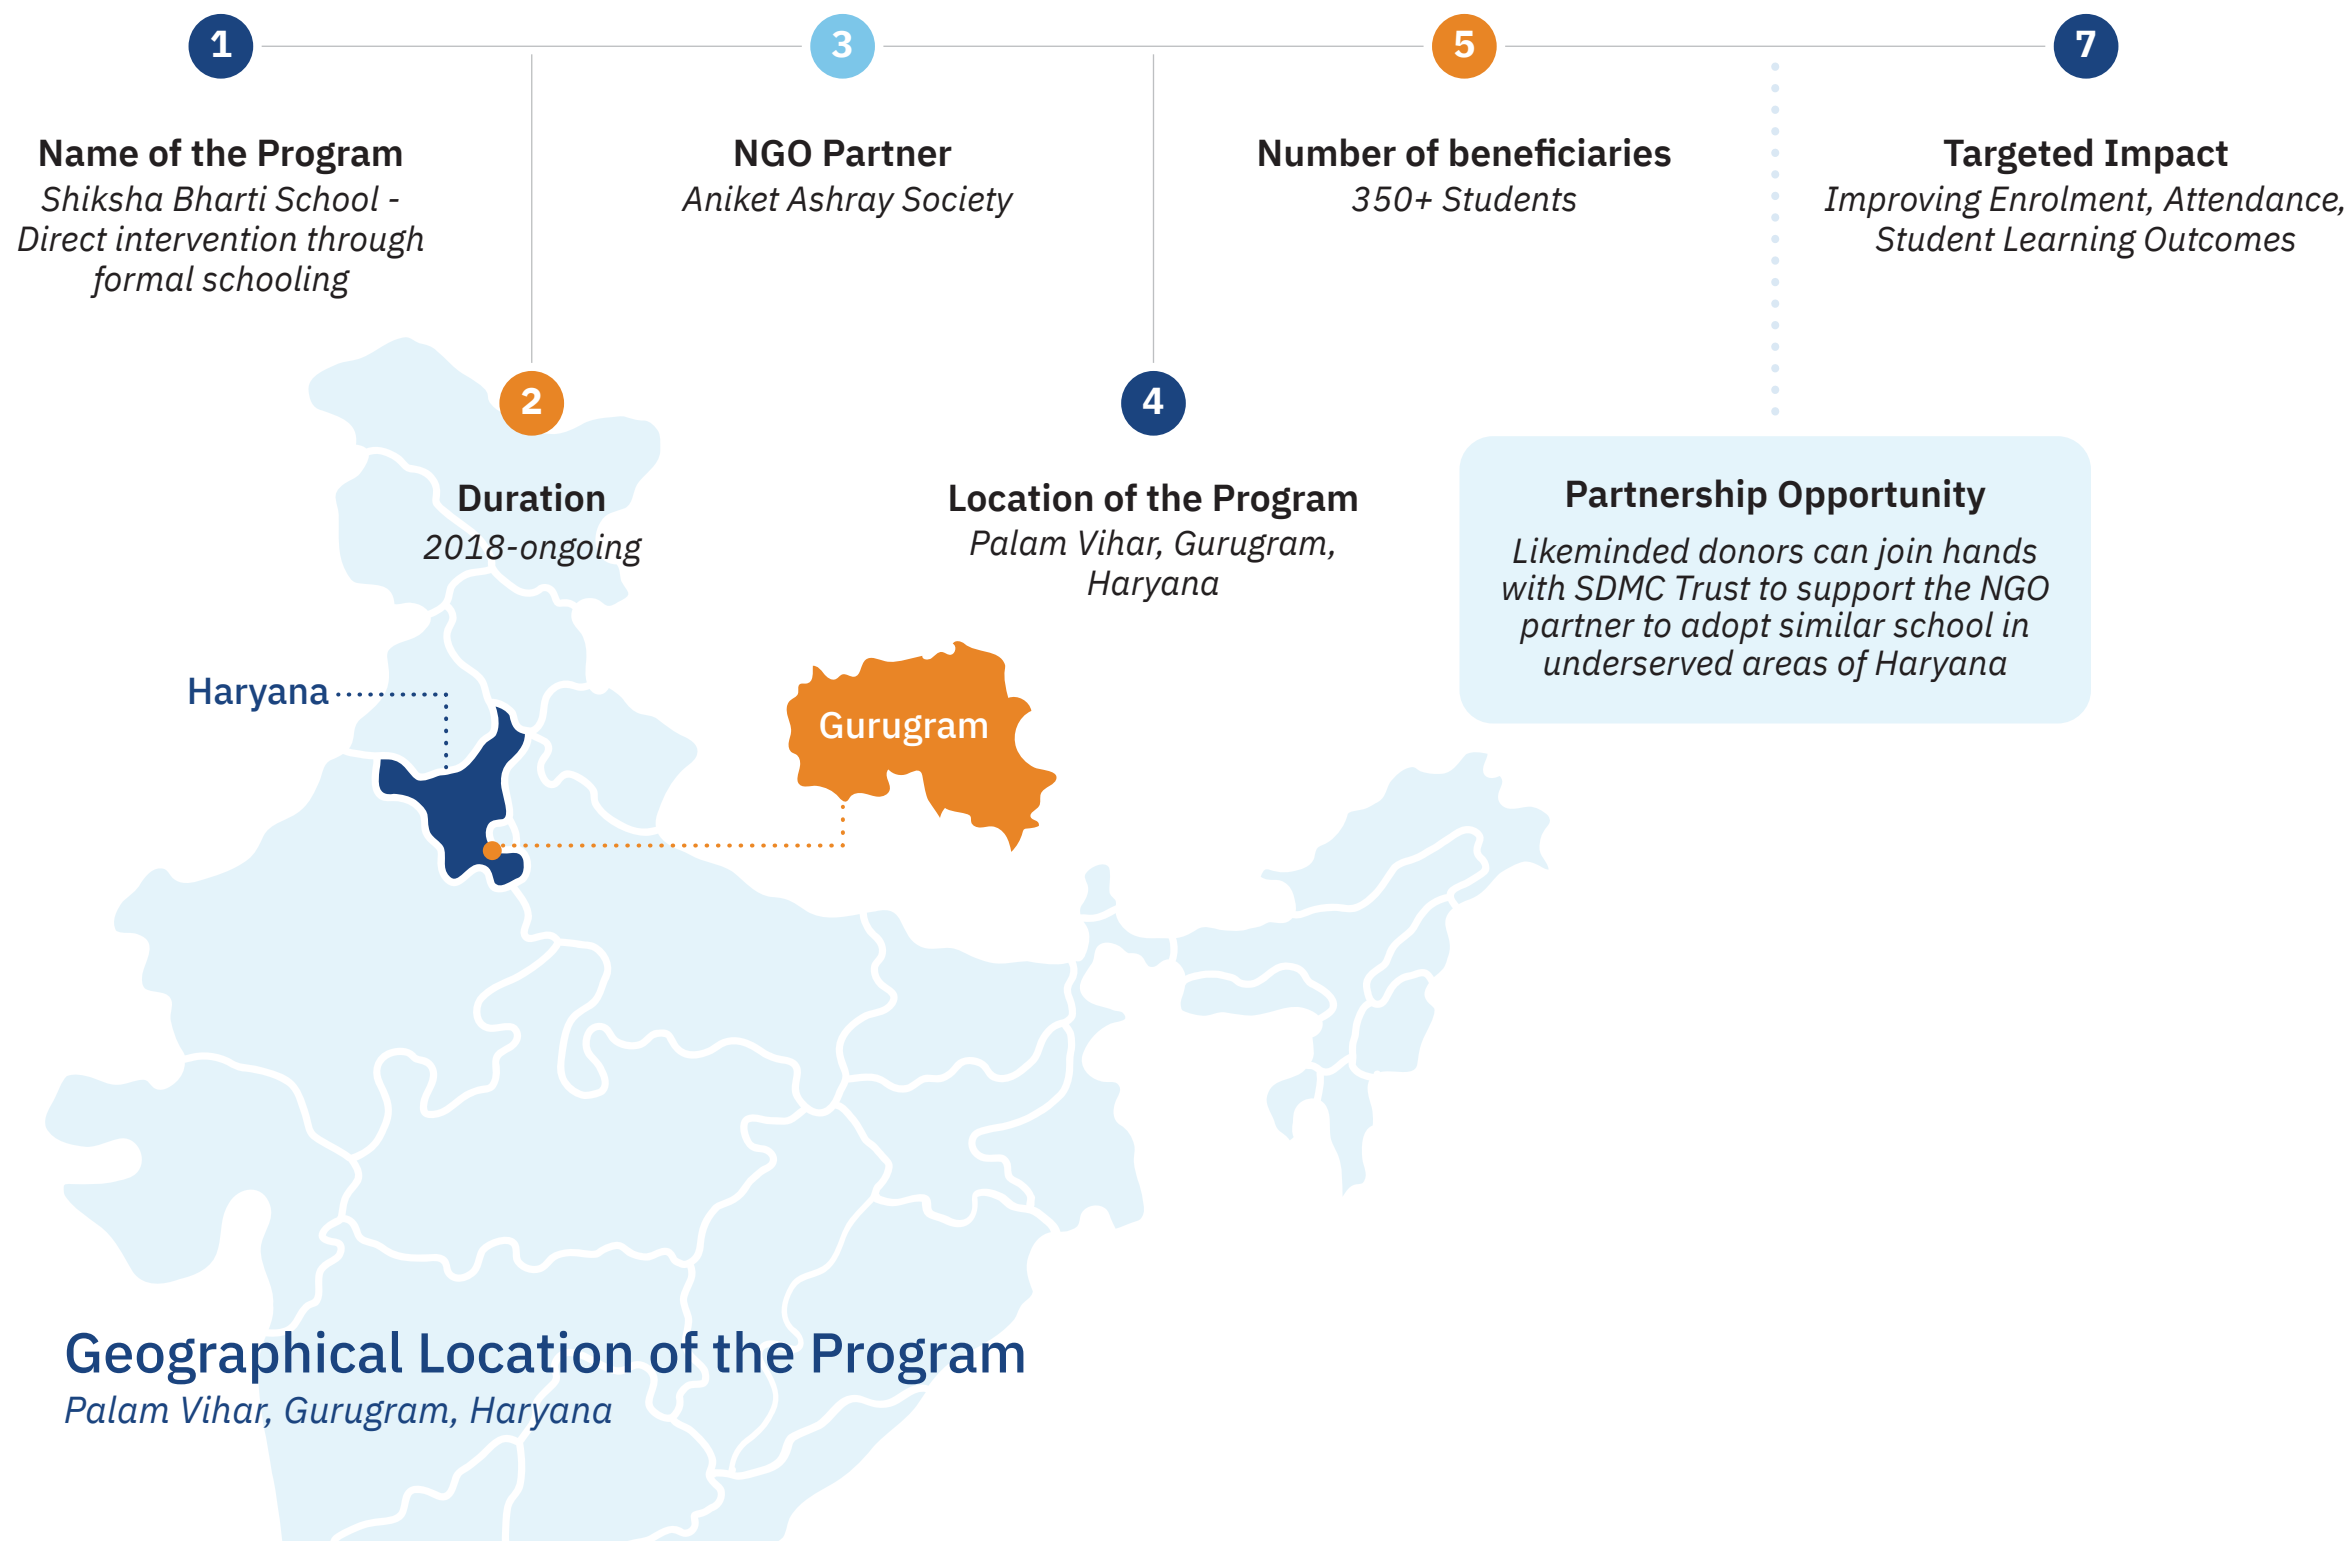 1
Name of the Program
Shiksha Bharti School -
Direct intervention through
formal schooling
2
Duration
2018-ongoing
3
NGO Partner
Aniket Ashray Society
4
Location of the Program
Palam Vihar, Gurugram,
Haryana
5
Number of beneficiaries
350+ Students
7
Targeted Impact
Improving Enrolment, Attendance,
Student Learning Outcomes
Partnership Opportunity
Likeminded donors can join hands
with SDMC Trust to support the NGO
partner to adopt similar school in
underserved areas of Haryana
Haryana
Gurugram
Geographical Location of the Program
Palam Vihar, Gurugram, Haryana